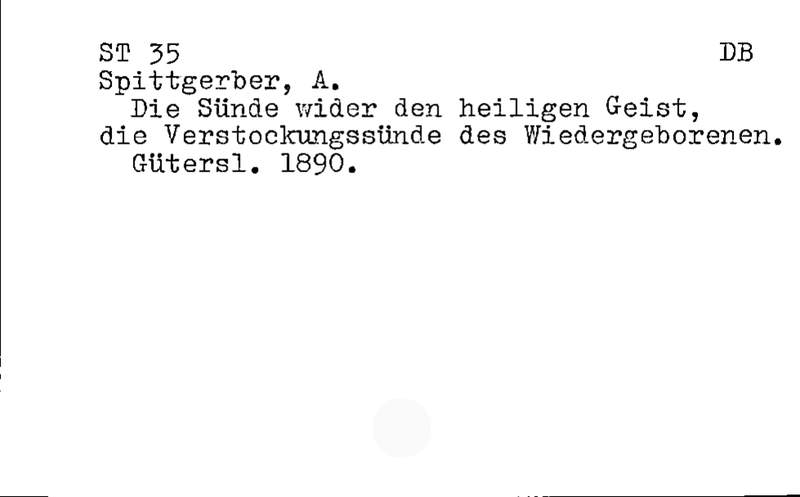 ST 35 DB
Spittgerber, A.
Die Sünde wider den heiligen Geist,
die Verstockungssünde des Wiedergeborenen.
Gütersl. 1890.